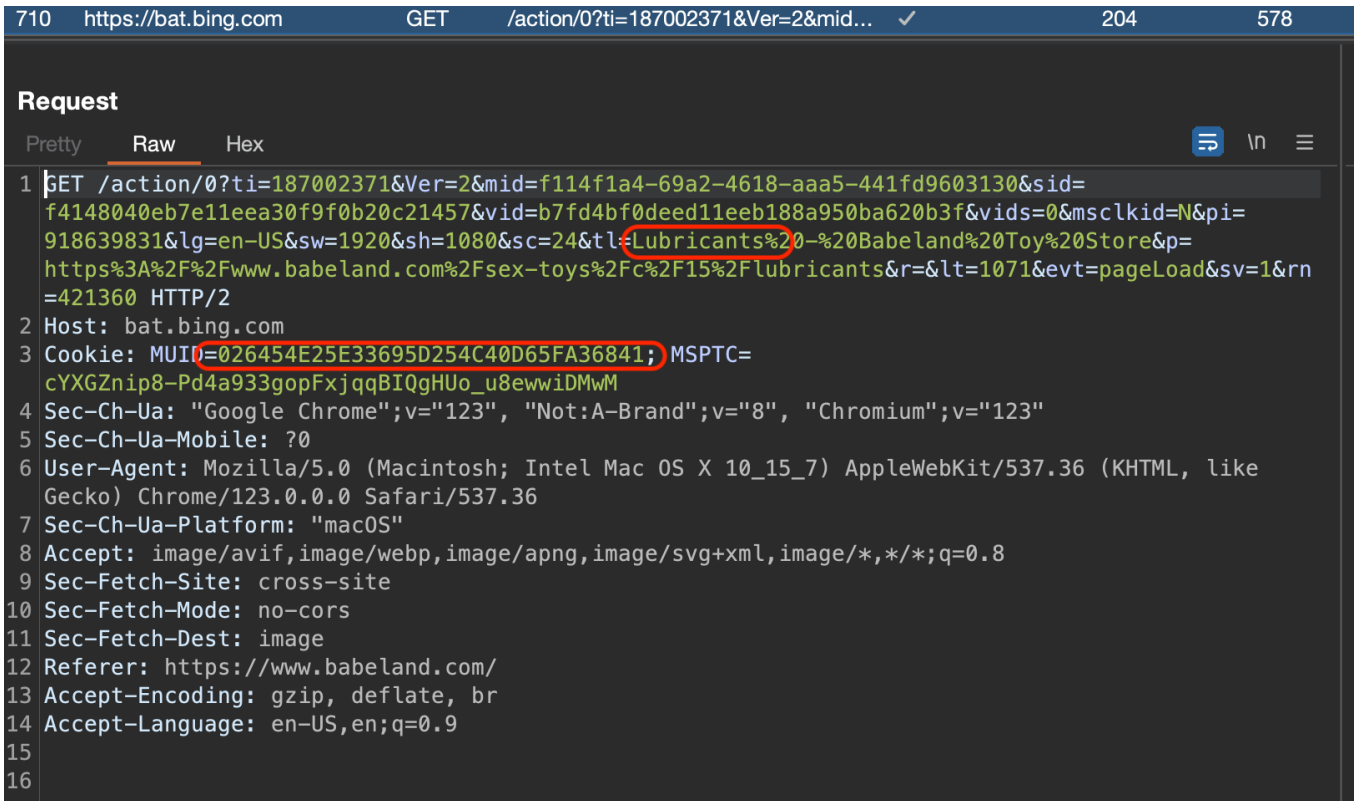 710 https://bat.bing.com GET /action/0?ti=187002371&Ver=2&mid... ✓ 204 578
Request
Pretty Raw Hex \n
1 GET /action/0?ti=187002371&Ver=2&mid=f114f1a4-69a2-4618-aaa5-441fd9603130&sid=
f4148040eb7e11eea30f9f0b20c21457&vid=b7fd4bf0deed11eeb188a950ba620b3f&vids=0&msclkid=N&pi=
918639831&lg=en-US&sw=1920&sh=1080&sc=24&tl=Lubricants%20-%20Babeland%20Toy%20Store&p=
https%3A%2F%2Fwww.babeland.com%2Fsex-toys%2Fc%2F15%2Flubricants&r=&lt=1071&evt=pageLoad&sv=1&rn
=421360 HTTP/2
2 Host: bat.bing.com
3 Cookie: MUID=026454E25E33695D254C40D65FA36841; MSPTC=
cYXGZnip8-Pd4a933gopFxjqqBIQgHUo_u8ewwiDMwM
4 Sec-Ch-Ua: "Google Chrome";v="123", "Not:A-Brand";v="8", "Chromium";v="123"
5 Sec-Ch-Ua-Mobile: ?0
6 User-Agent: Mozilla/5.0 (Macintosh; Intel Mac OS X 10_15_7) AppleWebKit/537.36 (KHTML, like
Gecko) Chrome/123.0.0.0 Safari/537.36
7 Sec-Ch-Ua-Platform: "macOS"
8 Accept: image/avif,image/webp,image/apng,image/svg+xml,image/*,*/*;q=0.8
9 Sec-Fetch-Site: cross-site
10 Sec-Fetch-Mode: no-cors
11 Sec-Fetch-Dest: image
12 Referer: https://www.babeland.com/
13 Accept-Encoding: gzip, deflate, br
14 Accept-Language: en-US,en;q=0.9
15
16